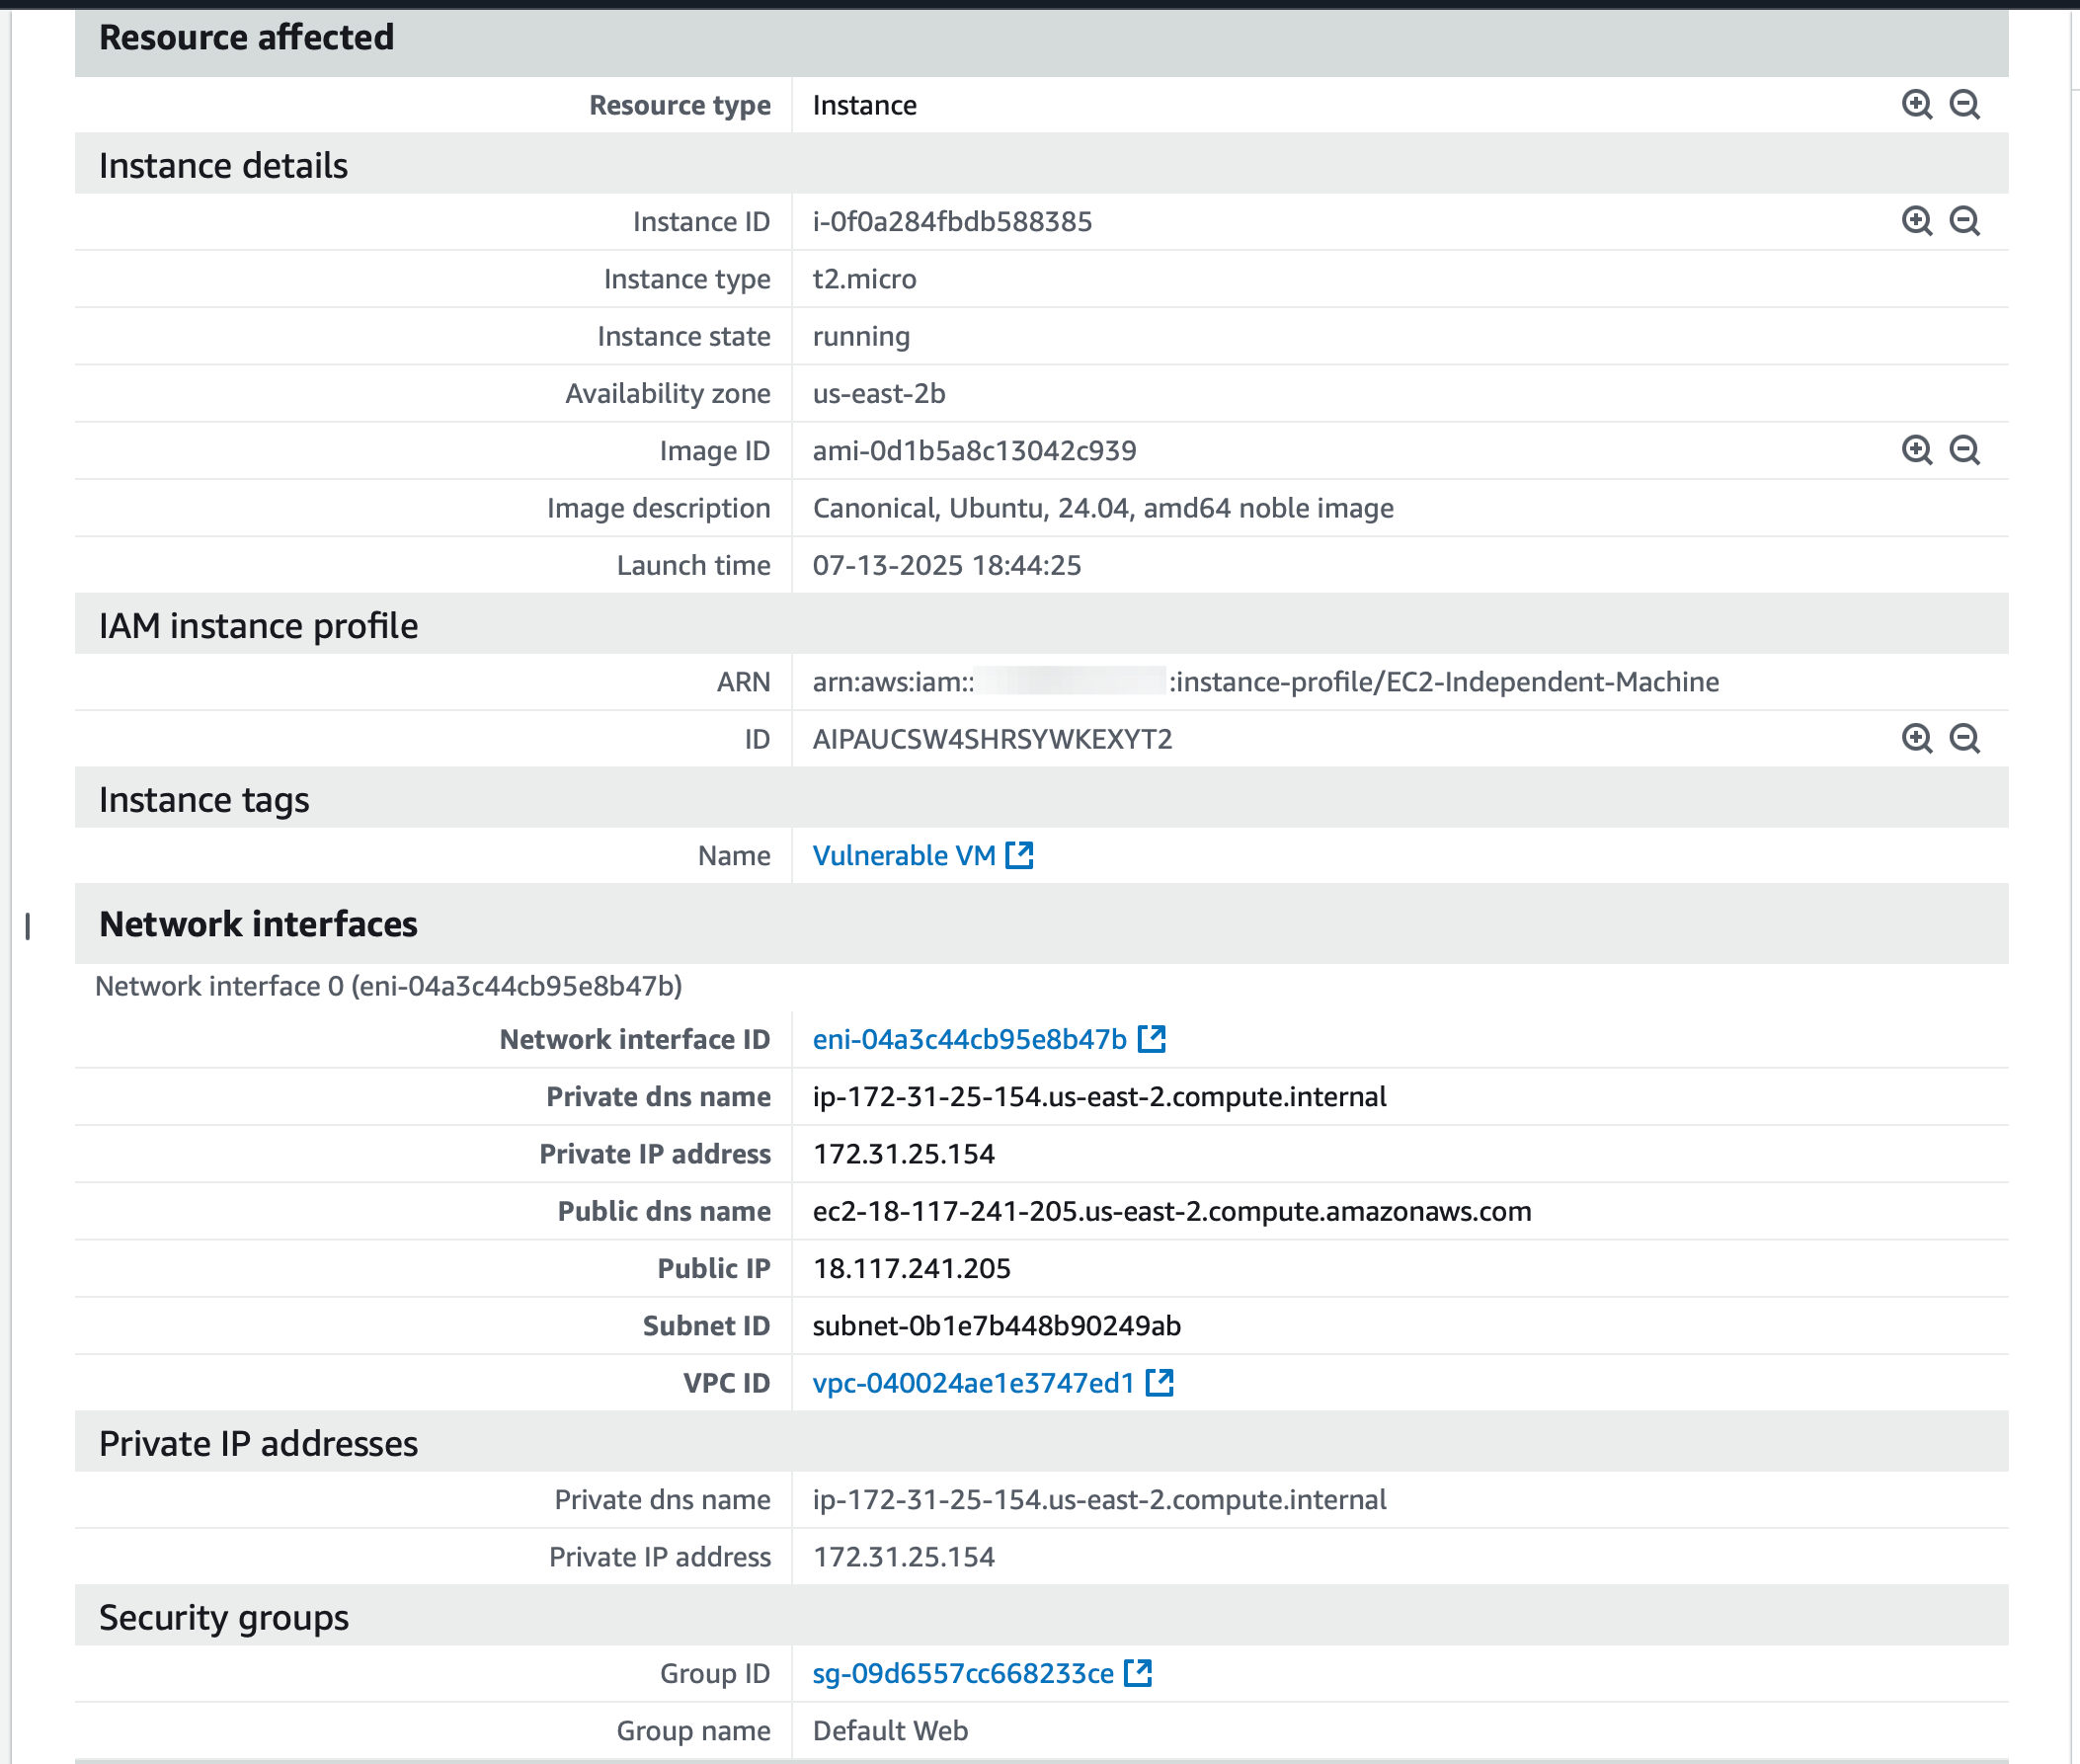 Resource affected
Resource type Instance
Instance details
Instance ID i-0f0a284fbdb588385
Instance type t2.micro
Instance state running
Availability zone us-east-2b
Image ID ami-0d1b5a8c13042c939
Image description Canonical, Ubuntu, 24.04, amd64 noble image
Launch time 07-13-2025 18:44:25
IAM instance profile
ARN arn:aws:iam:: :instance-profile/EC2-Independent-Machine
ID AIPAUCSW4SHRSYWKEXYT2
Instance tags
Name Vulnerable VM
Network interfaces
Network interface 0 (eni-04a3c44cb95e8b47b)
Network interface ID eni-04a3c44cb95e8b47b
Private dns name ip-172-31-25-154.us-east-2.compute.internal
Private IP address 172.31.25.154
Public dns name ec2-18-117-241-205.us-east-2.compute.amazonaws.com
Public IP 18.117.241.205
Subnet ID subnet-0b1e7b448b90249ab
VPC ID vpc-040024ae1e3747ed1
Private IP addresses
Private dns name ip-172-31-25-154.us-east-2.compute.internal
Private IP address 172.31.25.154
Security groups
Group ID sg-09d6557cc668233ce
Group name Default Web